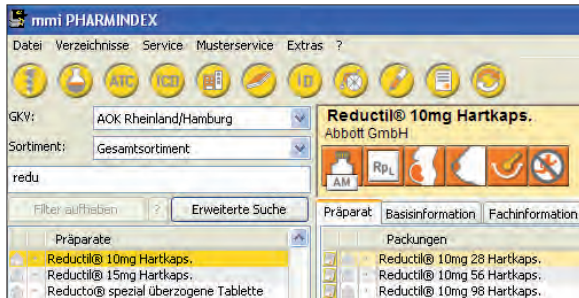 mmi PHARMINDEX
Datei Verzeichnisse Service Musterservice Extras ?
ATC ICD ID
GKV: AOK Rheinland/Hamburg
Sortiment: Gesamtsortiment
redu
Filter aufheben ? Erweiterte Suche
Präparate
Reductil® 10mg Hartkaps.
Reductil® 15mg Hartkaps.
Reducto® spezial überzogene Tablette
Reductil® 10mg Hartkaps.
Abbott GmbH
AM RpL
Präparat Basisinformation Fachinformation
Packungen
Reductil® 10mg 28 Hartkaps.
Reductil® 10mg 56 Hartkaps.
Reductil® 10mg 98 Hartkaps.